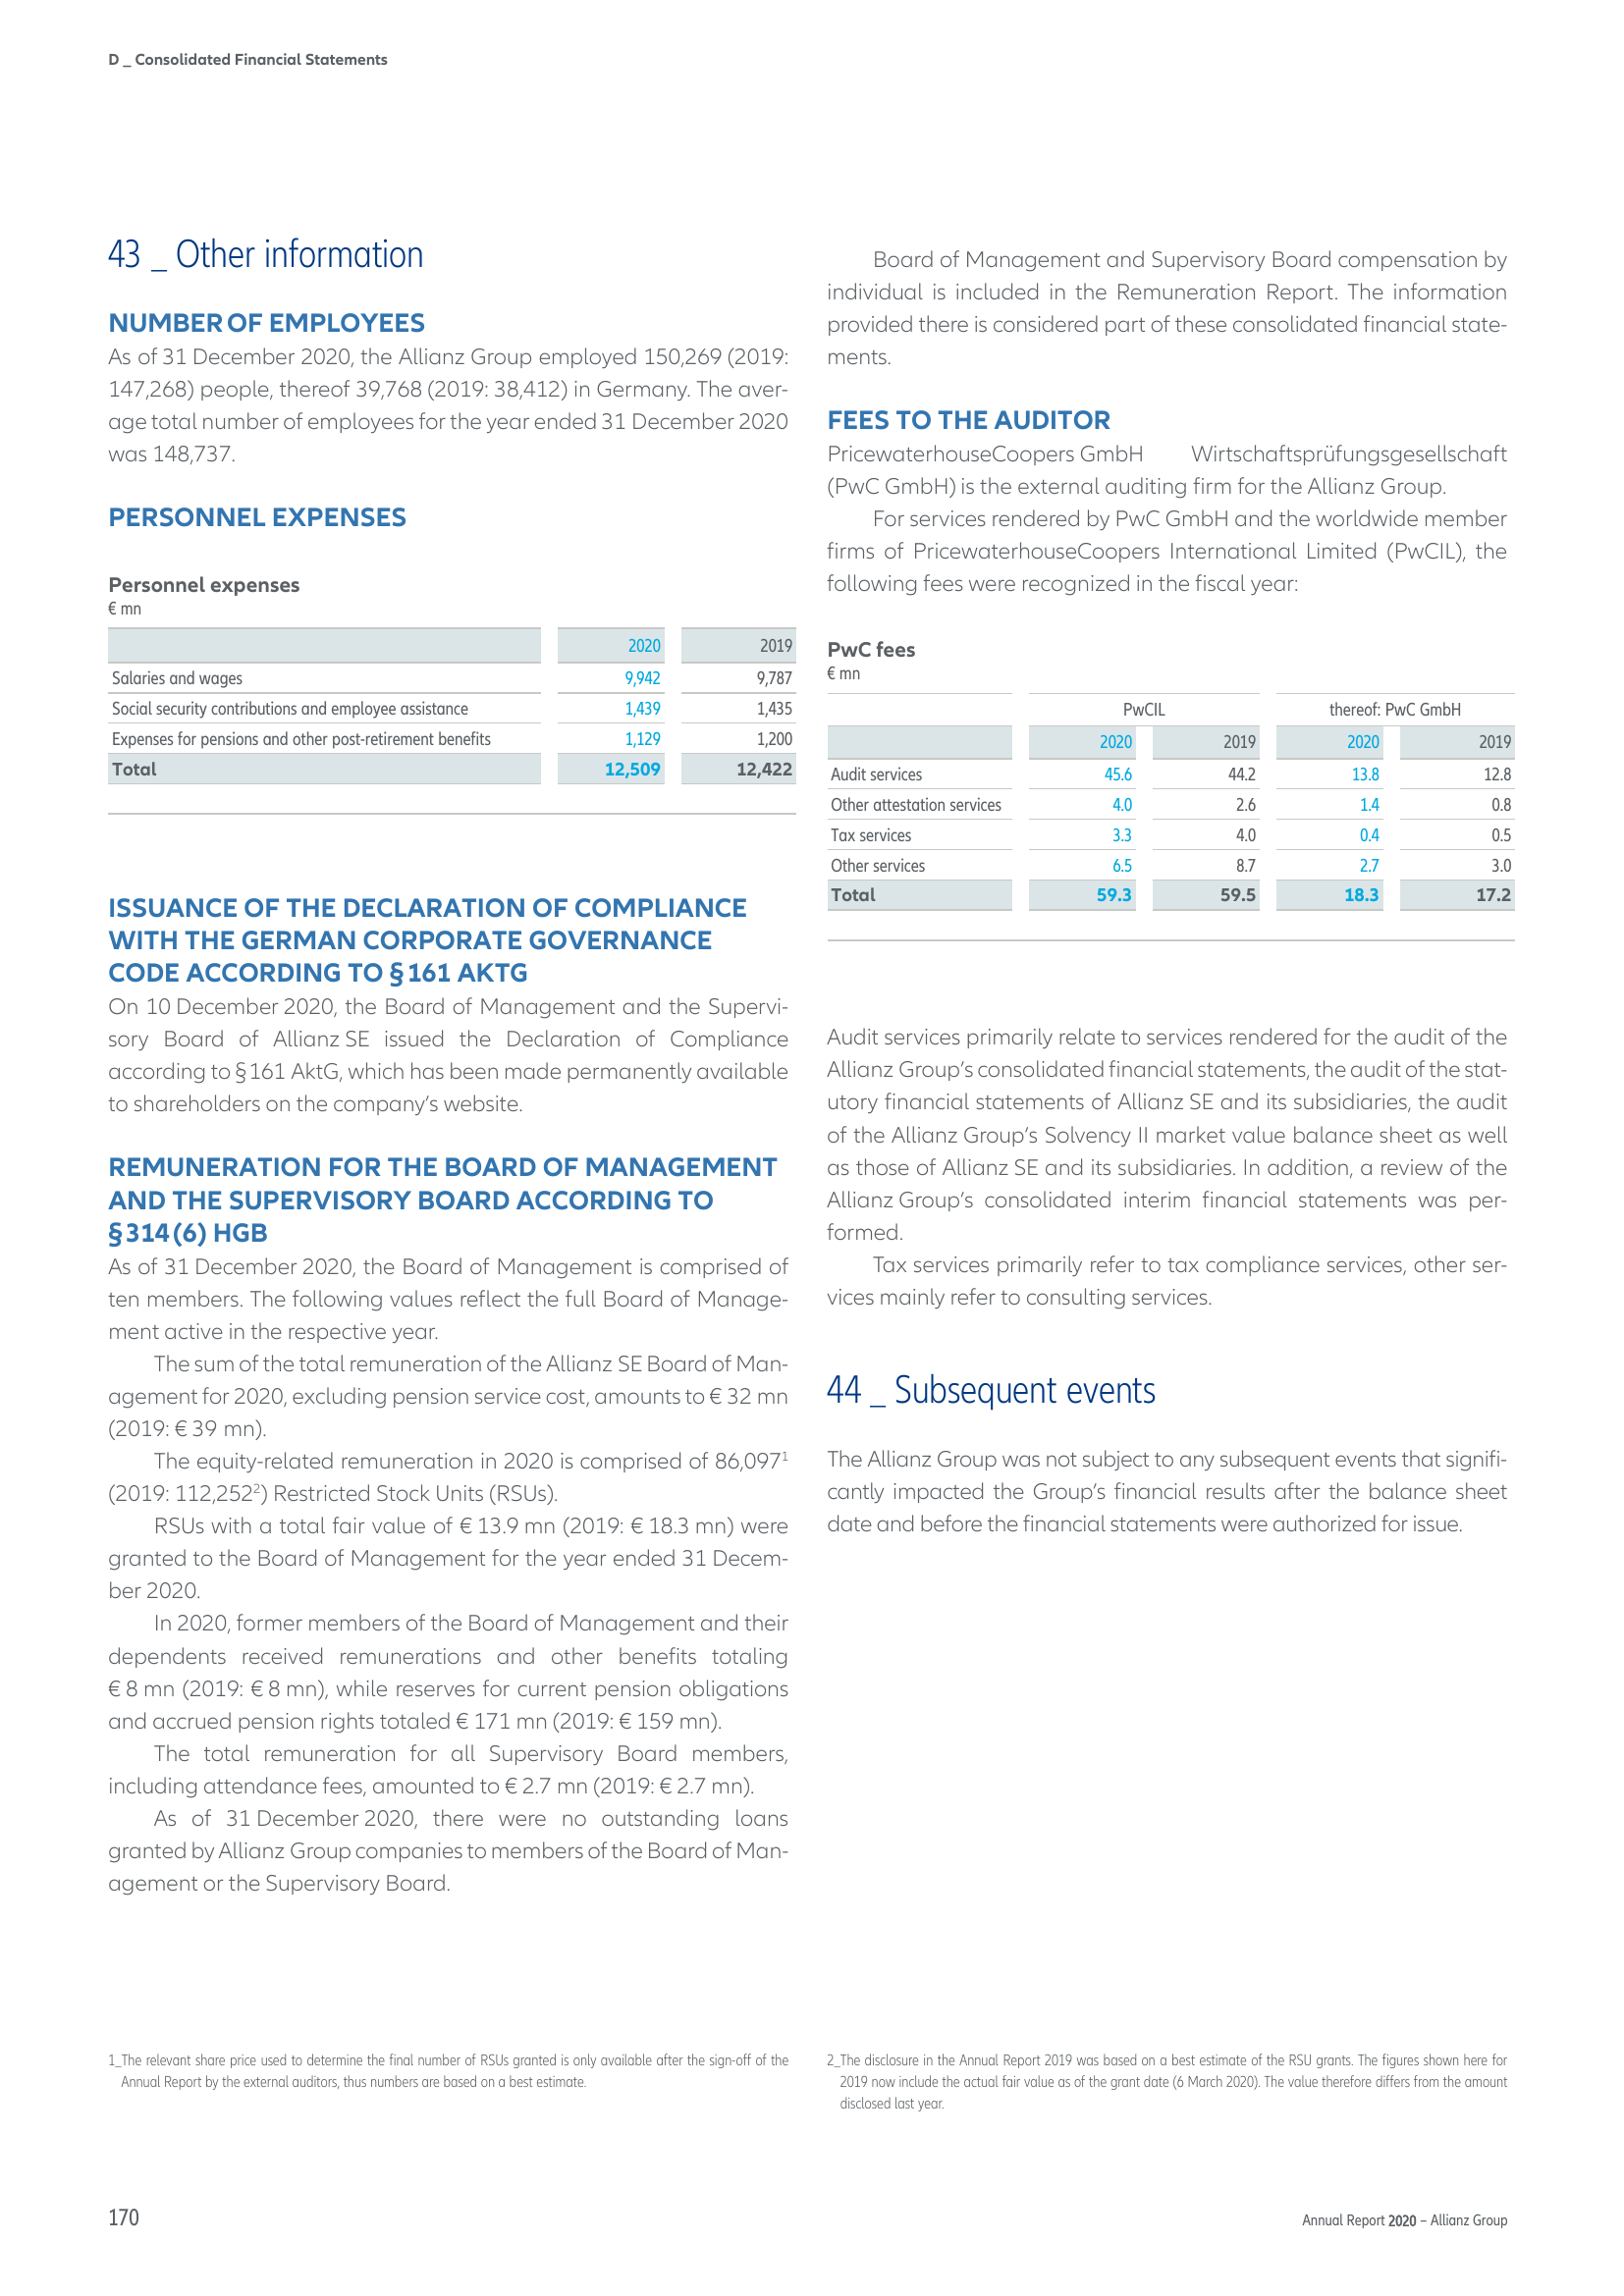 D _ Consolidated Financial Statements
43 _ Other information
NUMBER OF EMPLOYEES
As of 31 December 2020, the Allianz Group employed 150,269 (2019:
147,268) people, thereof 39,768 (2019: 38,412) in Germany. The aver-
age total number of employees for the year ended 31 December 2020
was 148,737.
PERSONNEL EXPENSES
Personnel expenses
€ mn
2020 2019
Salaries and wages 9,942 9,787
Social security contributions and employee assistance 1,439 1,435
Expenses for pensions and other post-retirement benefits 1,129 1,200
Total 12,509 12,422
ISSUANCE OF THE DECLARATION OF COMPLIANCE
WITH THE GERMAN CORPORATE GOVERNANCE
CODE ACCORDING TO § 161 AKTG
On 10 December 2020, the Board of Management and the Supervi-
sory Board of Allianz SE issued the Declaration of Compliance
according to § 161 AktG, which has been made permanently available
to shareholders on the company's website.
REMUNERATION FOR THE BOARD OF MANAGEMENT
AND THE SUPERVISORY BOARD ACCORDING TO
§ 314 (6) HGB
As of 31 December 2020, the Board of Management is comprised of
ten members. The following values reflect the full Board of Manage-
ment active in the respective year.
The sum of the total remuneration of the Allianz SE Board of Man-
agement for 2020, excluding pension service cost, amounts to € 32 mn
(2019: € 39 mn).
The equity-related remuneration in 2020 is comprised of 86,097¹
(2019: 112,252²) Restricted Stock Units (RSUs).
RSUs with a total fair value of € 13.9 mn (2019: € 18.3 mn) were
granted to the Board of Management for the year ended 31 Decem-
ber 2020.
In 2020, former members of the Board of Management and their
dependents received remunerations and other benefits totaling
€ 8 mn (2019: € 8 mn), while reserves for current pension obligations
and accrued pension rights totaled € 171 mn (2019: € 159 mn).
The total remuneration for all Supervisory Board members,
including attendance fees, amounted to € 2.7 mn (2019: € 2.7 mn).
As of 31 December 2020, there were no outstanding loans
granted by Allianz Group companies to members of the Board of Man-
agement or the Supervisory Board.
Board of Management and Supervisory Board compensation by
individual is included in the Remuneration Report. The information
provided there is considered part of these consolidated financial state-
ments.
FEES TO THE AUDITOR
PricewaterhouseCoopers GmbH Wirtschaftsprüfungsgesellschaft
(PwC GmbH) is the external auditing firm for the Allianz Group.
For services rendered by PwC GmbH and the worldwide member
firms of PricewaterhouseCoopers International Limited (PwCIL), the
following fees were recognized in the fiscal year:
PwC fees
€ mn
PwCIL thereof: PwC GmbH
2020 2019 2020 2019
Audit services 45.6 44.2 13.8 12.8
Other attestation services 4.0 2.6 1.4 0.8
Tax services 3.3 4.0 0.4 0.5
Other services 6.5 8.7 2.7 3.0
Total 59.3 59.5 18.3 17.2
Audit services primarily relate to services rendered for the audit of the
Allianz Group's consolidated financial statements, the audit of the stat-
utory financial statements of Allianz SE and its subsidiaries, the audit
of the Allianz Group's Solvency II market value balance sheet as well
as those of Allianz SE and its subsidiaries. In addition, a review of the
Allianz Group's consolidated interim financial statements was per-
formed.
Tax services primarily refer to tax compliance services, other ser-
vices mainly refer to consulting services.
44 _ Subsequent events
The Allianz Group was not subject to any subsequent events that signifi-
cantly impacted the Group's financial results after the balance sheet
date and before the financial statements were authorized for issue.
1_The relevant share price used to determine the final number of RSUs granted is only available after the sign-off of the
Annual Report by the external auditors, thus numbers are based on a best estimate.
2_The disclosure in the Annual Report 2019 was based on a best estimate of the RSU grants. The figures shown here for
2019 now include the actual fair value as of the grant date (6 March 2020). The value therefore differs from the amount
disclosed last year.
170
Annual Report 2020 – Allianz Group